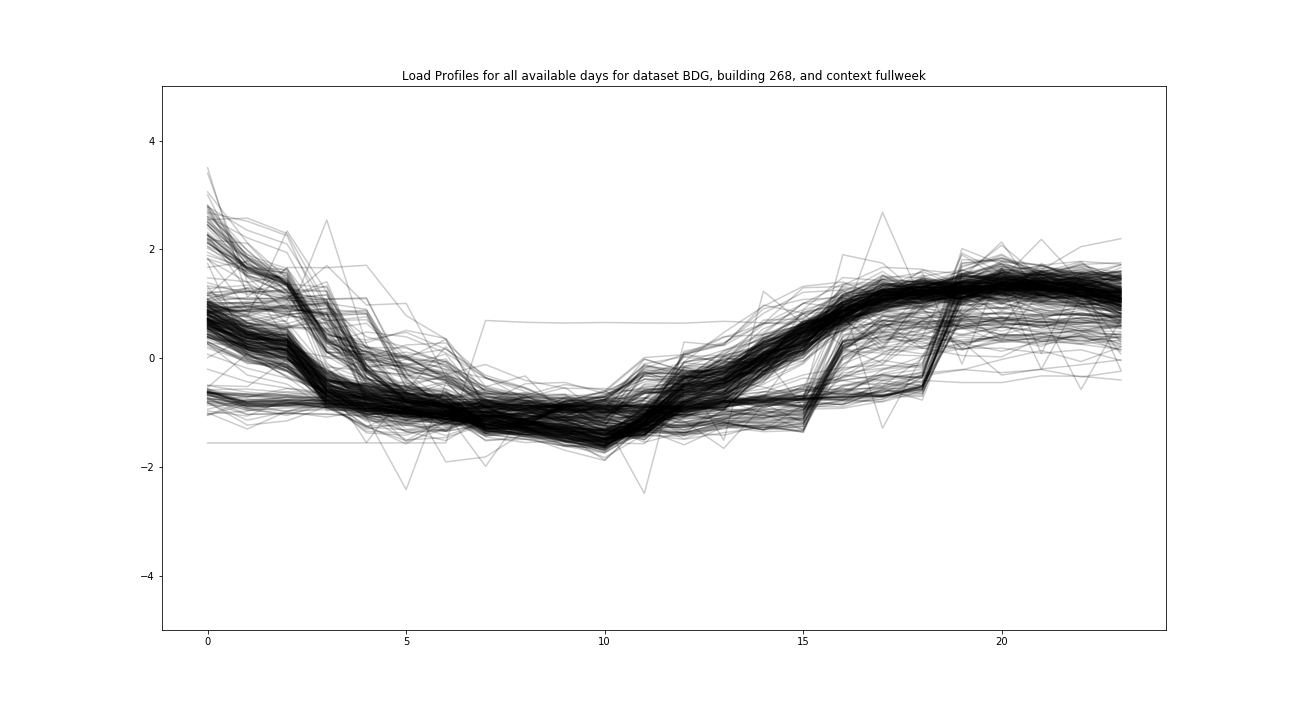 Load Profiles for all available days for dataset BDG, building 268, and context fullweek
4
2
0
−2
−4
0 5 10 15 20